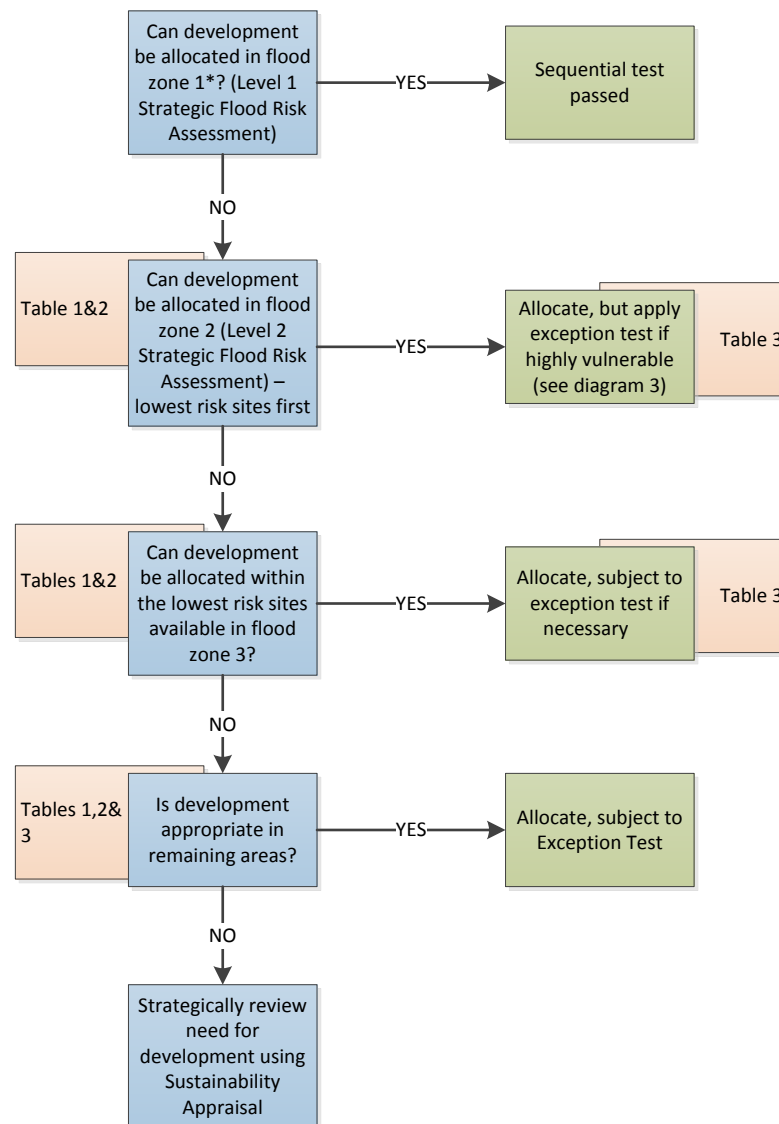 Can development
be allocated in flood
zone 1*? (Level 1
Strategic Flood Risk
Assessment)
YES
Sequential test
passed
NO
Table 1&2
Can development
be allocated in flood
zone 2 (Level 2
Strategic Flood Risk
Assessment) –
lowest risk sites first
YES
Allocate, but apply
exception test if
highly vulnerable
(see diagram 3)
Table 3
NO
Tables 1&2
Can development
be allocated within
the lowest risk sites
available in flood
zone 3?
YES
Allocate, subject to
exception test if
necessary
Table 3
NO
Tables 1,2&
3
Is development
appropriate in
remaining areas?
YES
Allocate, subject to
Exception Test
NO
Strategically review
need for
development using
Sustainability
Appraisal